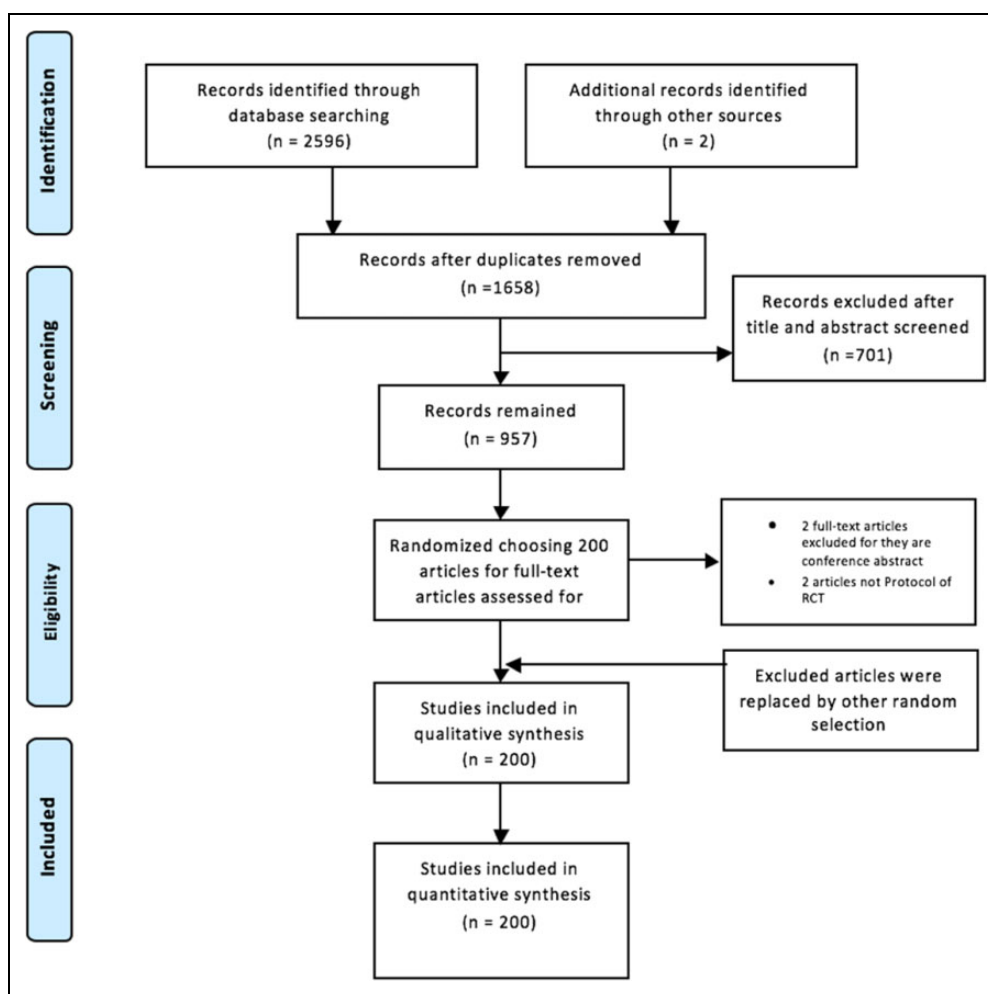 Identification
Records identified through
database searching
(n = 2596)
Additional records identified
through other sources
(n = 2)
Records after duplicates removed
(n =1658)
Screening
Records excluded after
title and abstract screened
(n =701)
Records remained
(n = 957)
Eligibility
Randomized choosing 200
articles for full-text
articles assessed for
• 2 full-text articles
excluded for they are
conference abstract
• 2 articles not Protocol of
RCT
Excluded articles were
replaced by other random
selection
Studies included in
qualitative synthesis
(n = 200)
Included
Studies included in
quantitative synthesis
(n = 200)